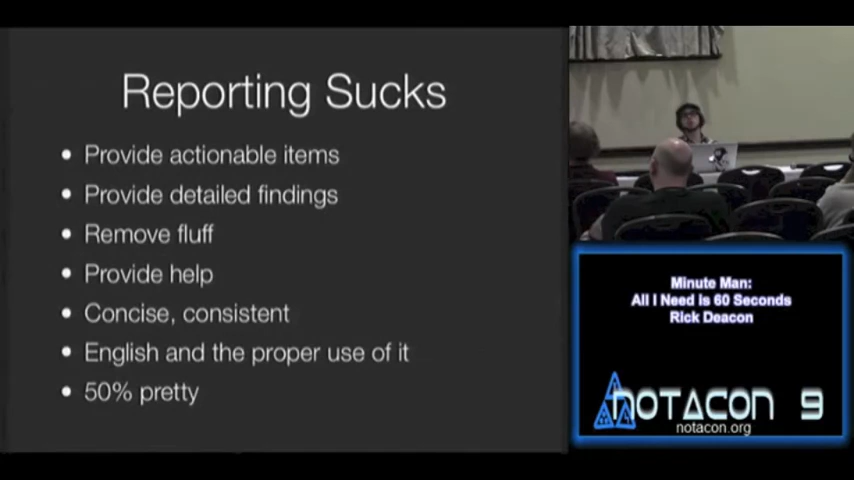 Reporting Sucks
Provide actionable items
Provide detailed findings
Remove fluff
Provide help
Concise, consistent
English and the proper use of it
50% pretty
Minute Man:
All I Need is 60 Seconds
Rick Deacon
NOTACON 9
notacon.org